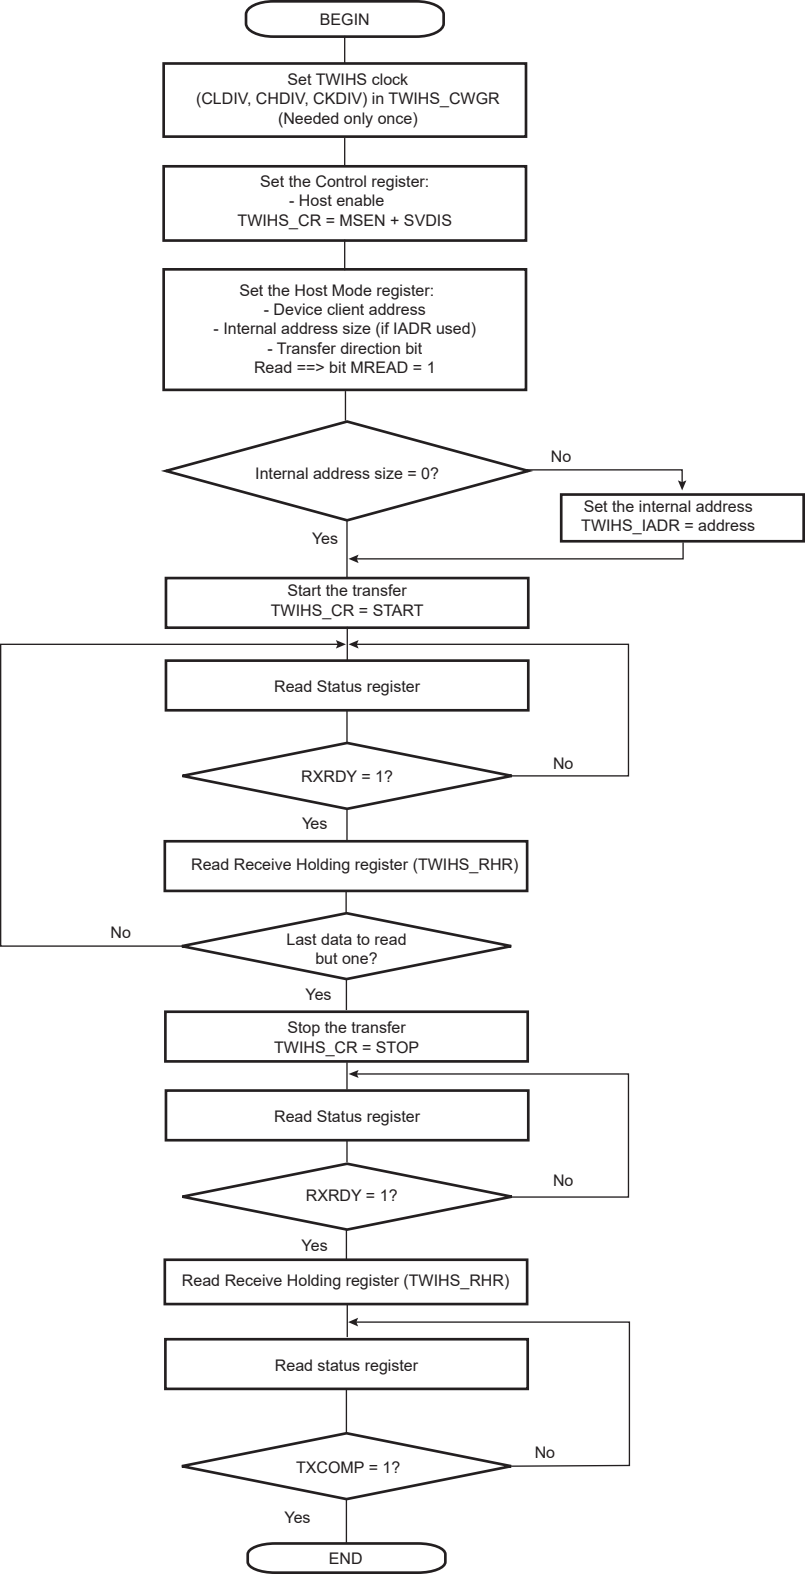 BEGIN
Set TWIHS clock
(CLDIV, CHDIV, CKDIV) in TWIHS_CWGR
(Needed only once)
Set the Control register:
- Host enable
TWIHS_CR = MSEN + SVDIS
Set the Host Mode register:
- Device client address
- Internal address size (if IADR used)
- Transfer direction bit
Read ==> bit MREAD = 1
Internal address size = 0?
No
Set the internal address
TWIHS_IADR = address
Yes
Start the transfer
TWIHS_CR = START
Read Status register
RXRDY = 1?
No
Yes
Read Receive Holding register (TWIHS_RHR)
Last data to read
but one?
No
Yes
Stop the transfer
TWIHS_CR = STOP
Read Status register
RXRDY = 1?
No
Yes
Read Receive Holding register (TWIHS_RHR)
Read status register
TXCOMP = 1?
No
Yes
END